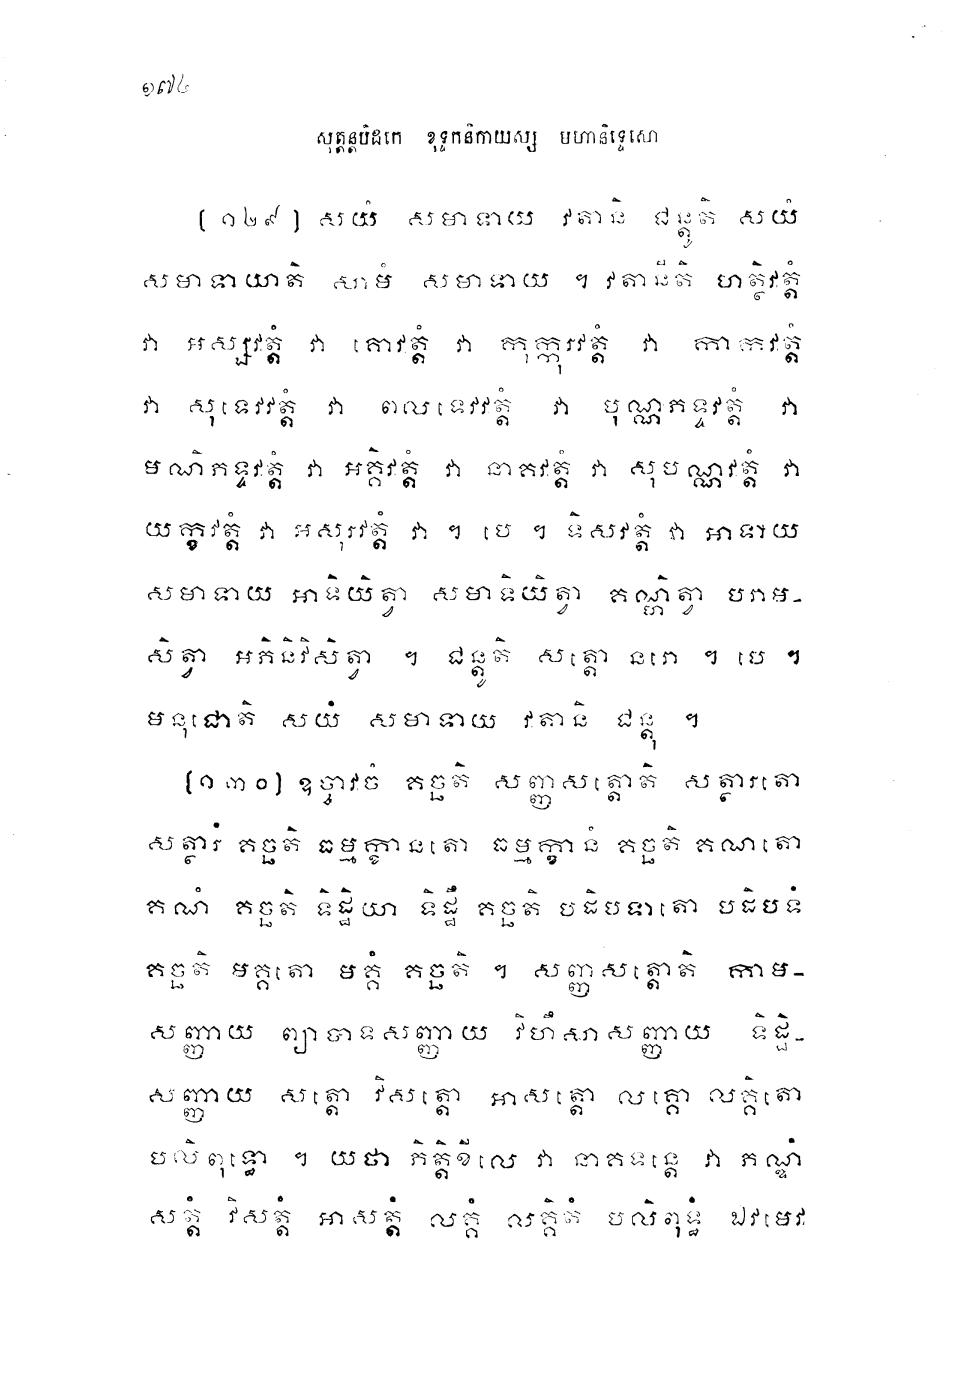 ១៧៤
សុត្តន្តបិដកេ ខុទ្ទកនិកាយស្ស មហានិទ្ទេសោ
(១២៩) សយំ សមាទាយ វតានិ ជន្តូតិ សយំ
សមាទាយាតិ សាមំ សមាទាយ ។ វតានីតិ ហត្ថិវត្តំ
វា អស្សវត្តំ វា គោវត្តំ វា កុក្កុរវត្តំ វា កាកវត្តំ
វា វាសុទេវវត្តំ វា ពលទេវវត្តំ វា បុណ្ណភទ្ទវត្តំ វា
មណិភទ្ទវត្តំ វា អគ្គិវត្តំ វា នាគវត្តំ វា សុបណ្ណវត្តំ វា
យក្ខវត្តំ វា អសុរវត្តំ វា ។ បេ ។ ទិសវត្តំ វា អាទាយ
សមាទាយ អាទិយិត្វា សមាទិយិត្វា គណ្ហិត្វា បរាម-
សិត្វា អភិនិវិសិត្វា ។ ជន្តូតិ សត្តោ នរោ ។ បេ ។
មនុជោតិ សយំ សមាទាយ វតានិ ជន្តុ ។
(១៣០) ឧច្ចាវចំ គច្ឆតិ សញ្ញសត្តោតិ សត្ថារតោ
សត្ថារំ គច្ឆតិ ធម្មក្ខានតោ ធម្មក្ខានំ គច្ឆតិ គណតោ
គណំ គច្ឆតិ ទិដ្ឋិយា ទិដ្ឋឹ គច្ឆតិ បដិបទាតោ បដិបទំ
គច្ឆតិ មគ្គតោ មគ្គំ គច្ឆតិ ។ សញ្ញសត្តោតិ កាម-
សញ្ញាយ ព្យាបាទសញ្ញាយ វិហឹសាសញ្ញាយ ទិដ្ឋិ-
សញ្ញាយ សត្តោ វិសត្តោ អាសត្តោ លគ្គោ លគ្គិតោ
បលិពុទ្ធោ ។ យថា ភិត្តិខីលេ វា នាគទន្តេ វា ភណ្ឌំ
សត្តំ វិសត្តំ អាសត្តំ លគ្គំ លគ្គិតំ បលិពុទ្ធំ ឯវមេវ